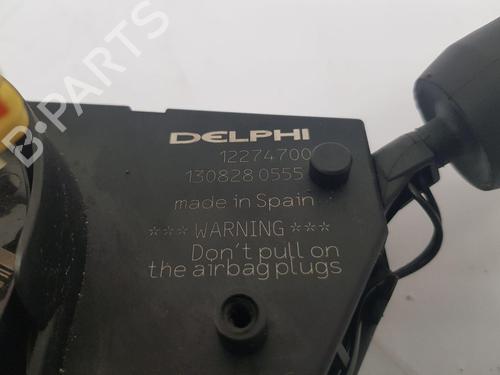 DELPHI
12274700
130828 0555
made in Spain
*** WARNING ***
Don't pull on
the airbag plugs
B-PARTS